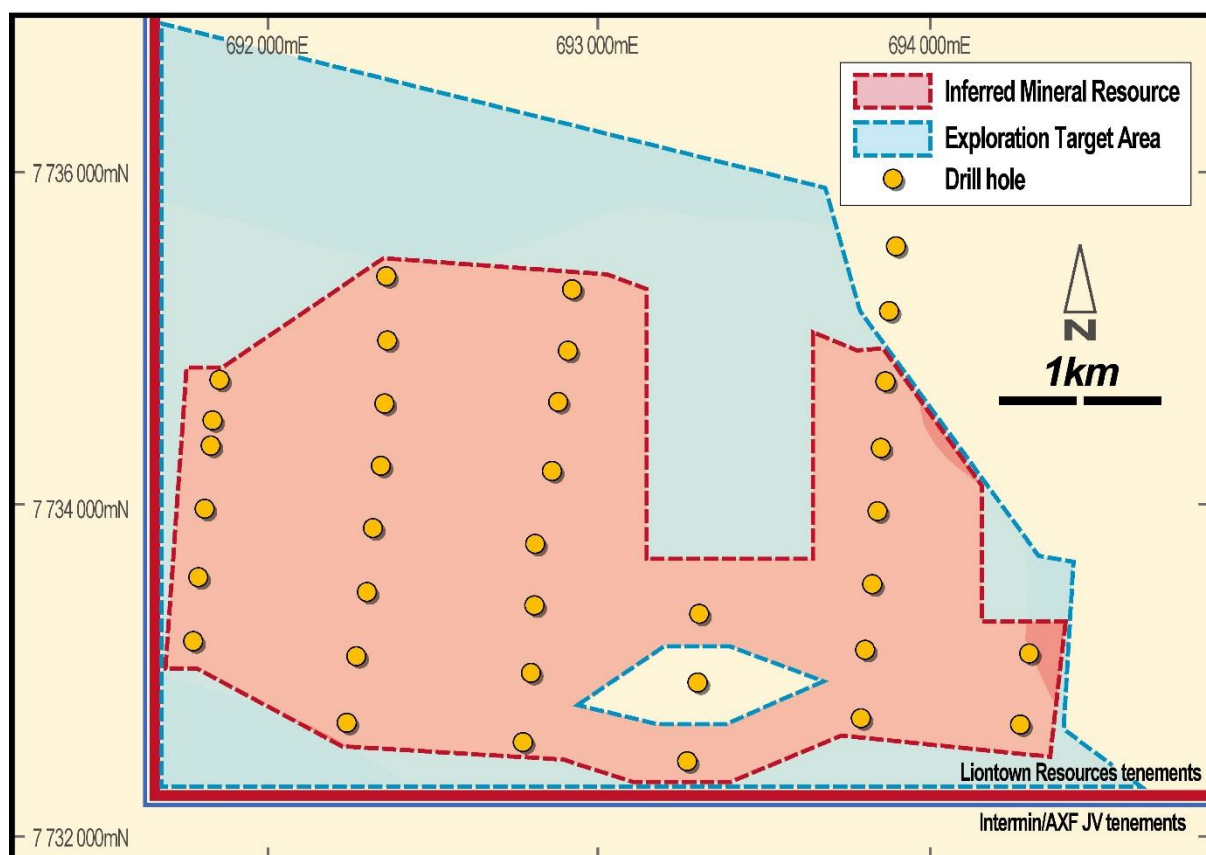 692 000mE
693 000mE
694 000mE
Inferred Mineral Resource
Exploration Target Area
Drill hole
7 736 000mN
N
1km
7 734 000mN
Liontown Resources tenements
Intermin/AXF JV tenements
7 732 000mN